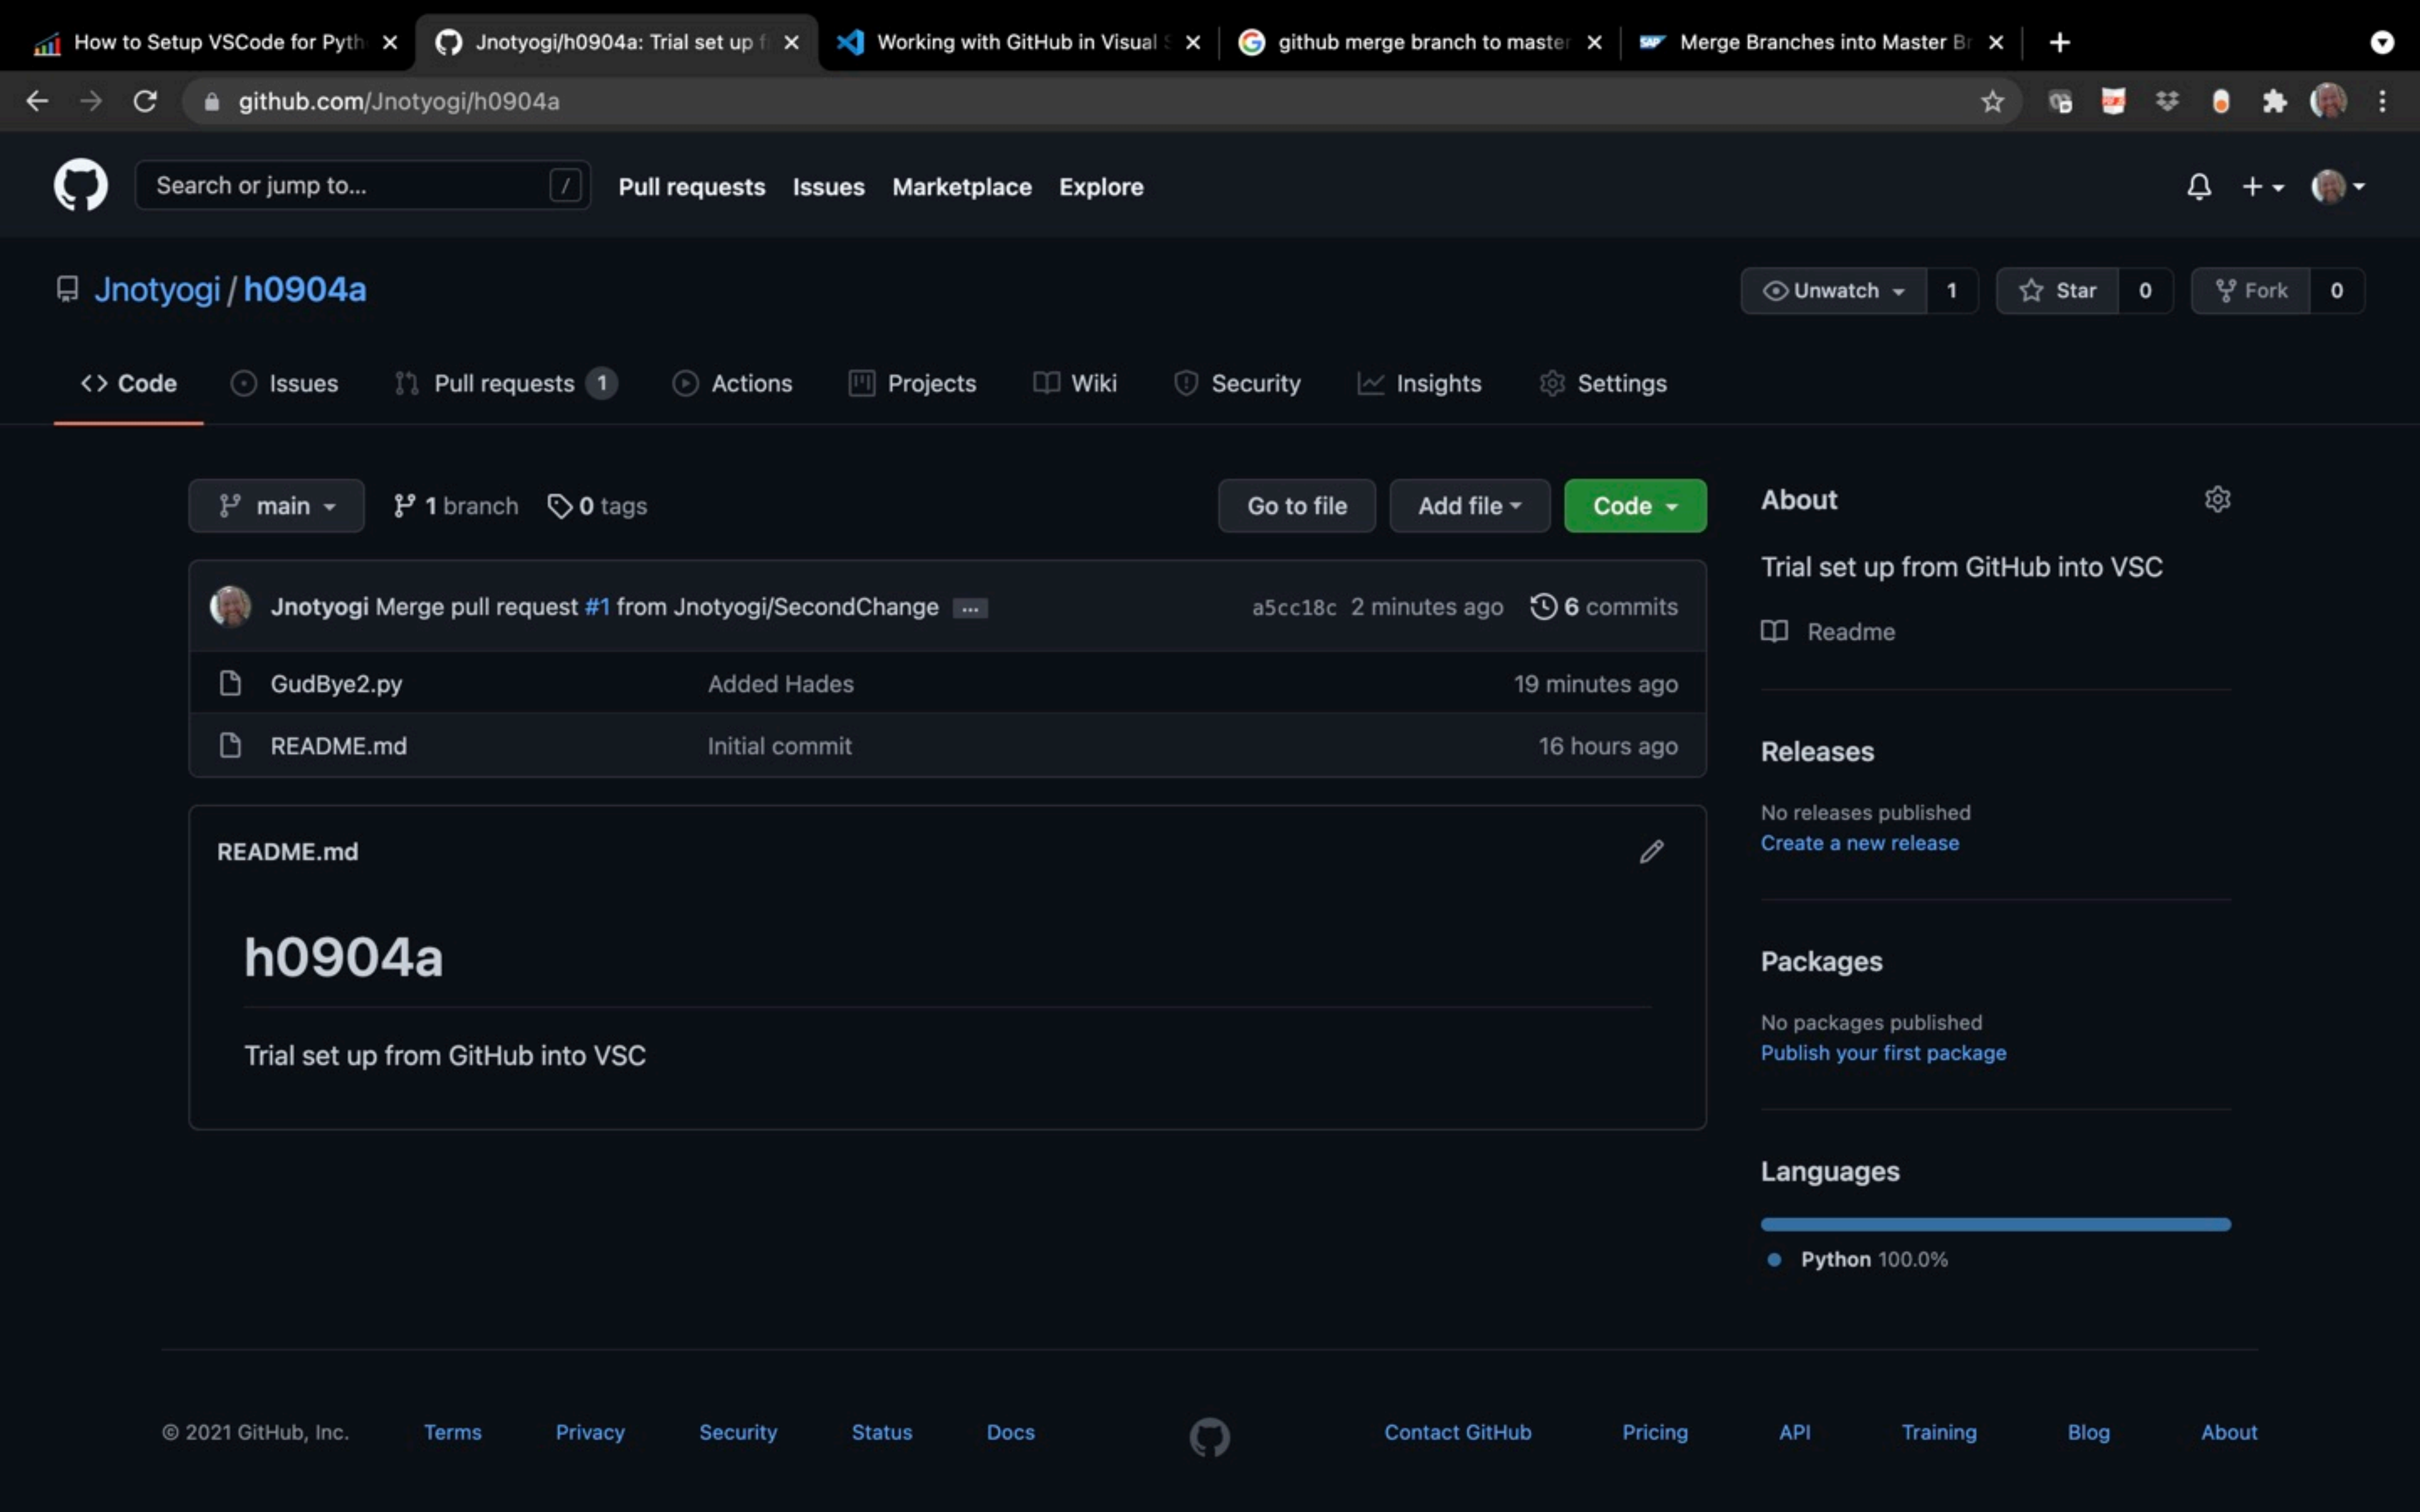 How to Setup VSCode for Pyth
Jnotyogi/h0904a: Trial set up f
Working with GitHub in Visual S
github merge branch to master
SAP Merge Branches into Master Br
github.com/Jnotyogi/h0904a
Search or jump to... /
Pull requests Issues Marketplace Explore
Jnotyogi / h0904a
Unwatch 1 Star 0 Fork 0
Code Issues Pull requests 1 Actions Projects Wiki Security Insights Settings
main 1 branch 0 tags Go to file Add file Code
Jnotyogi Merge pull request #1 from Jnotyogi/SecondChange ... a5cc18c 2 minutes ago 6 commits
GudBye2.py Added Hades 19 minutes ago
README.md Initial commit 16 hours ago
README.md
h0904a
Trial set up from GitHub into VSC
About
Trial set up from GitHub into VSC
Readme
Releases
No releases published
Create a new release
Packages
No packages published
Publish your first package
Languages
Python 100.0%
© 2021 GitHub, Inc. Terms Privacy Security Status Docs Contact GitHub Pricing API Training Blog About